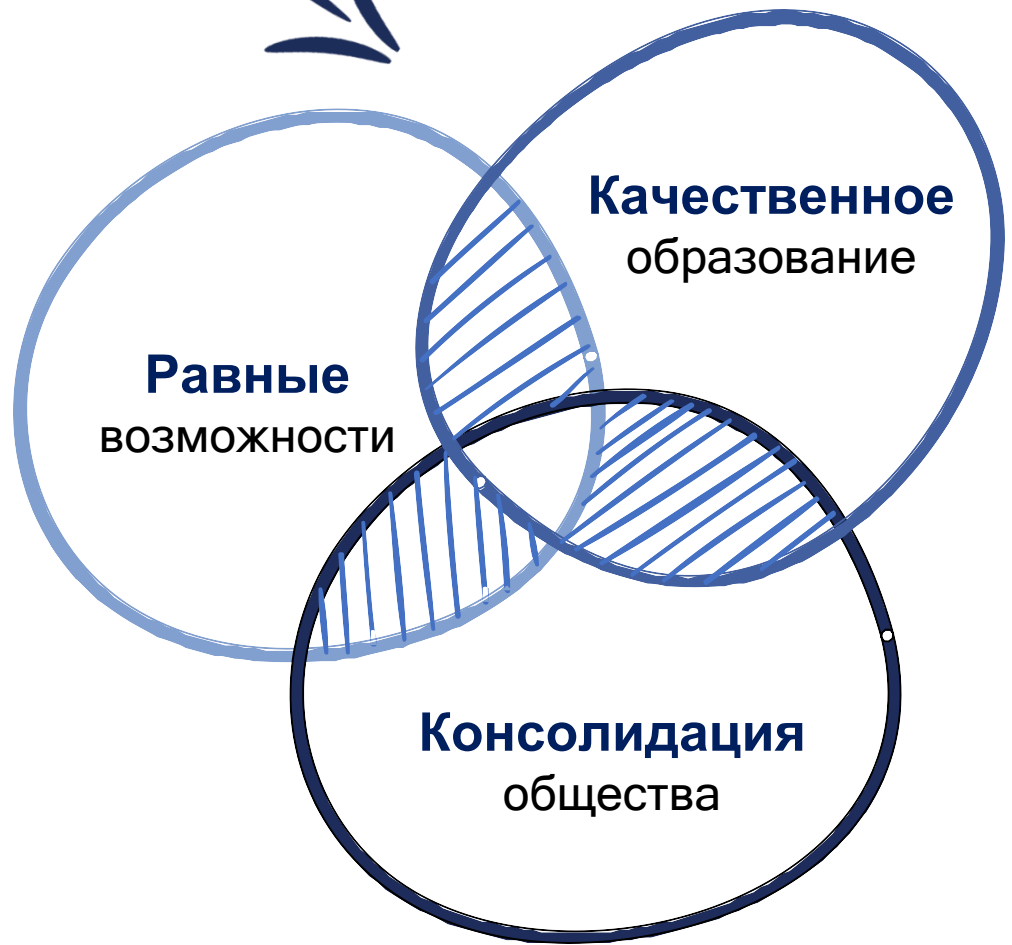 Качественное
образование
Равные
возможности
Консолидация
общества